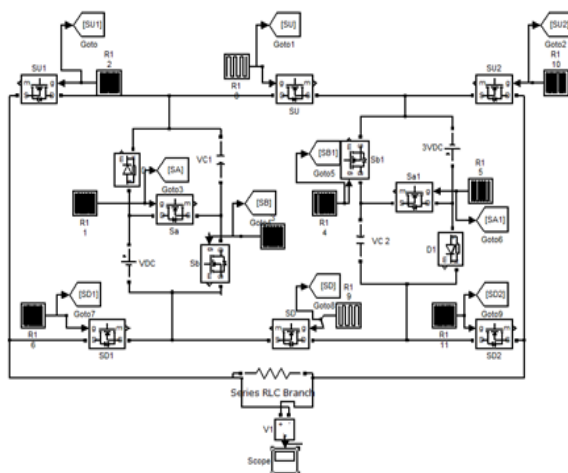 [SU1]
Goto
R1
2
SU1
[SU]
Goto1
R1
SU
[SU2]
Goto2
R1
10
SU2
VC1
[SA]
Goto3
R1
1
Sa
[SB]
Sb
VDC
[SB1]
Goto5
R1
4
Sb1
3VDC
Sa1
R1
5
[SA1]
Goto6
VC 2
D1
[SD1]
Goto7
R1
6
SD1
[SD]
Goto8
R1
9
SD
[SD2]
Goto9
R1
11
SD2
Series RLC Branch
V1
Scope